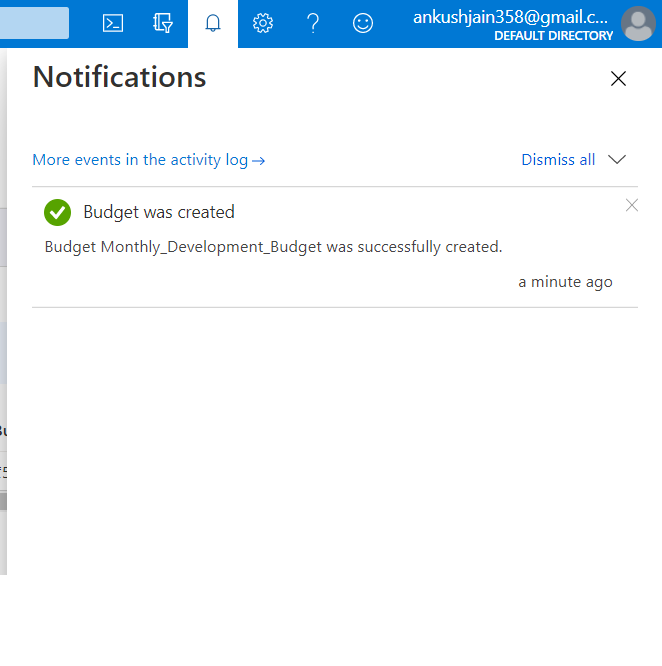 ankushjain358@gmail.c...
DEFAULT DIRECTORY
Notifications
More events in the activity log →
Dismiss all
Budget was created
Budget Monthly_Development_Budget was successfully created.
a minute ago